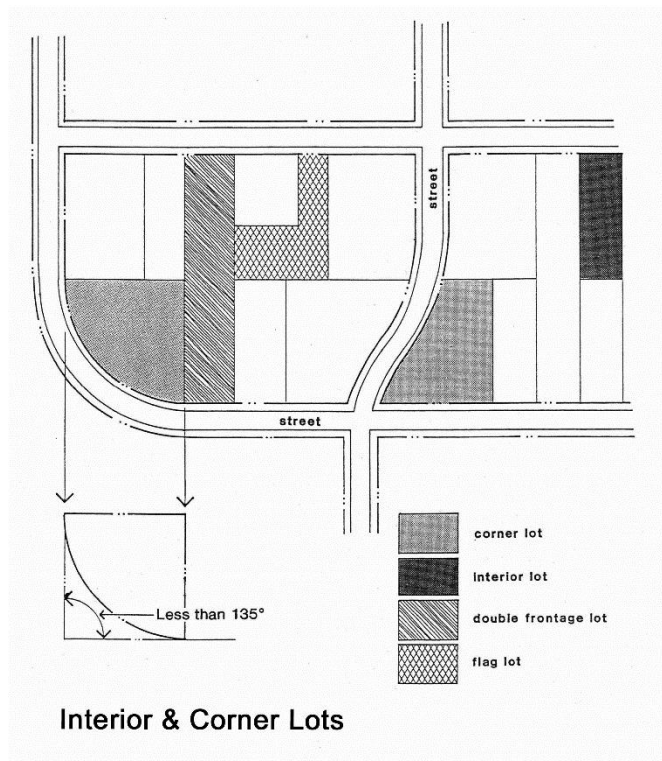 street
street
Less than 135°
corner lot
interior lot
double frontage lot
flag lot
Interior & Corner Lots